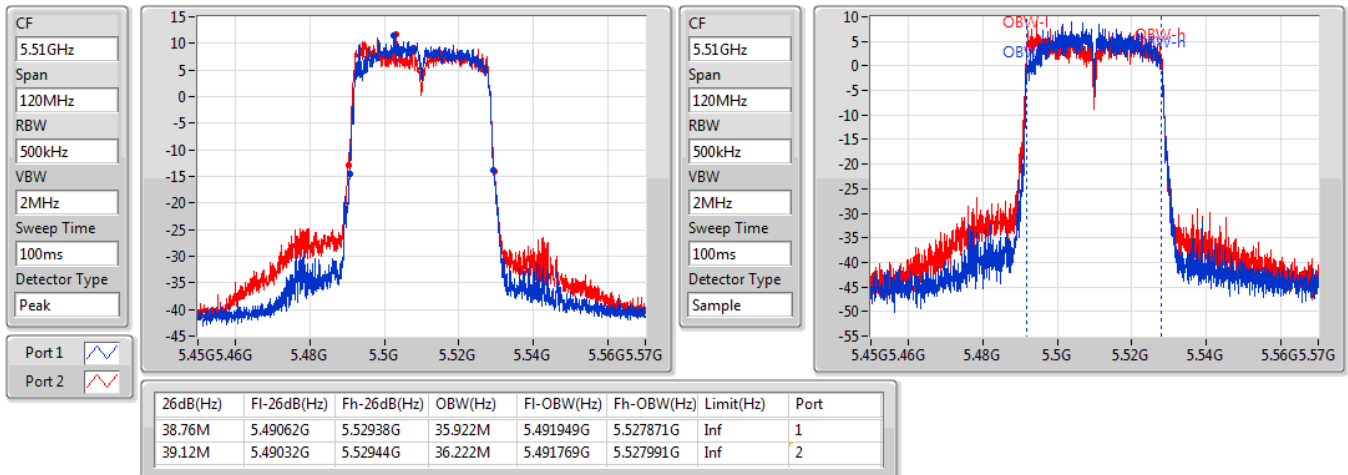 CF
5.51GHz
Span
120MHz
RBW
500kHz
VBW
2MHz
Sweep Time
100ms
Detector Type
Peak
Port 1
Port 2
15
10
5
0
-5
-10
-15
-20
-25
-30
-35
-40
-45
5.45G 5.46G 5.48G 5.5G 5.52G 5.54G 5.56G 5.57G
CF
5.51GHz
Span
120MHz
RBW
500kHz
VBW
2MHz
Sweep Time
100ms
Detector Type
Sample
10
5
0
-5
-10
-15
-20
-25
-30
-35
-40
-45
-50
-55
OBW-l
OBW-h
5.45G 5.46G 5.48G 5.5G 5.52G 5.54G 5.56G 5.57G
26dB(Hz) Fl-26dB(Hz) Fh-26dB(Hz) OBW(Hz) Fl-OBW(Hz) Fh-OBW(Hz) Limit(Hz) Port
38.76M 5.49062G 5.52938G 35.922M 5.491949G 5.527871G Inf 1
39.12M 5.49032G 5.52944G 36.222M 5.491769G 5.527991G Inf 2